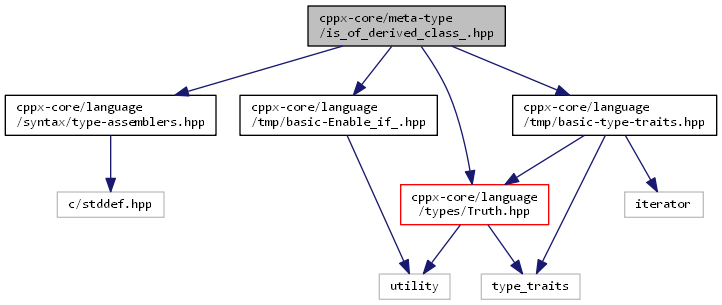 cppx-core/meta-type
/is_of_derived_class_.hpp
cppx-core/language
/syntax/type-assemblers.hpp
cppx-core/language
/tmp/basic-Enable_if_.hpp
cppx-core/language
/tmp/basic-type-traits.hpp
c/stddef.hpp
cppx-core/language
/types/Truth.hpp
iterator
utility
type_traits